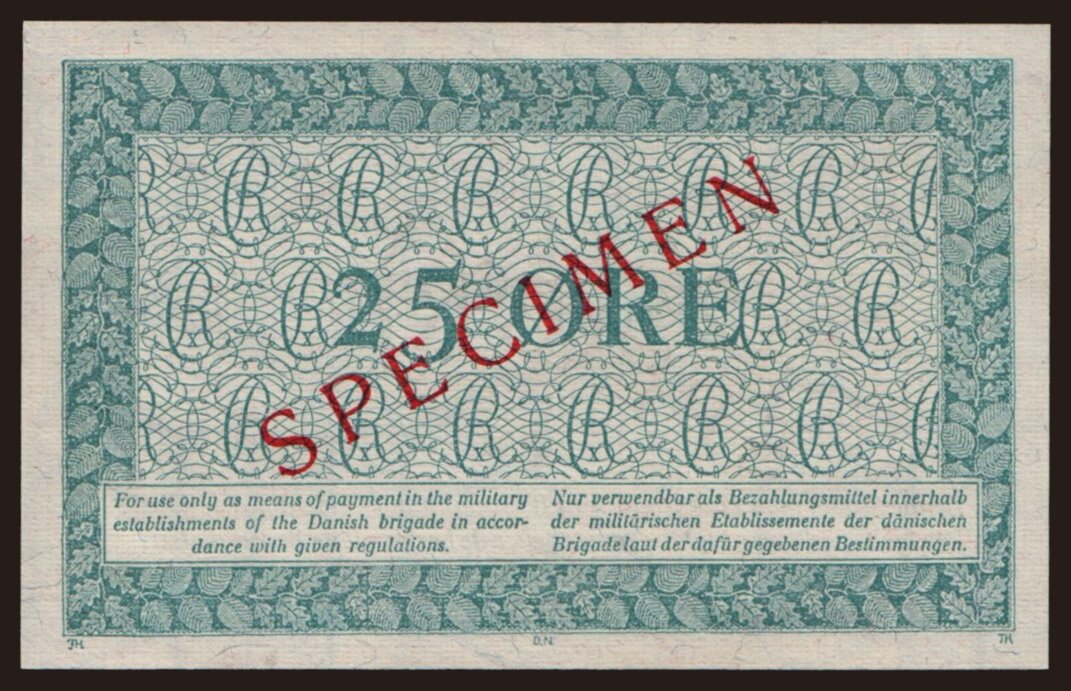 25 ØRE
SPECIMEN
For use only as means of payment in the military
establishments of the Danish brigade in accor-
dance with given regulations.
Nur verwendbar als Bezahlungsmittel innerhalb
der militärischen Etablissemente der dänischen
Brigade laut der dafür gegebenen Bestimmungen.
D.N.